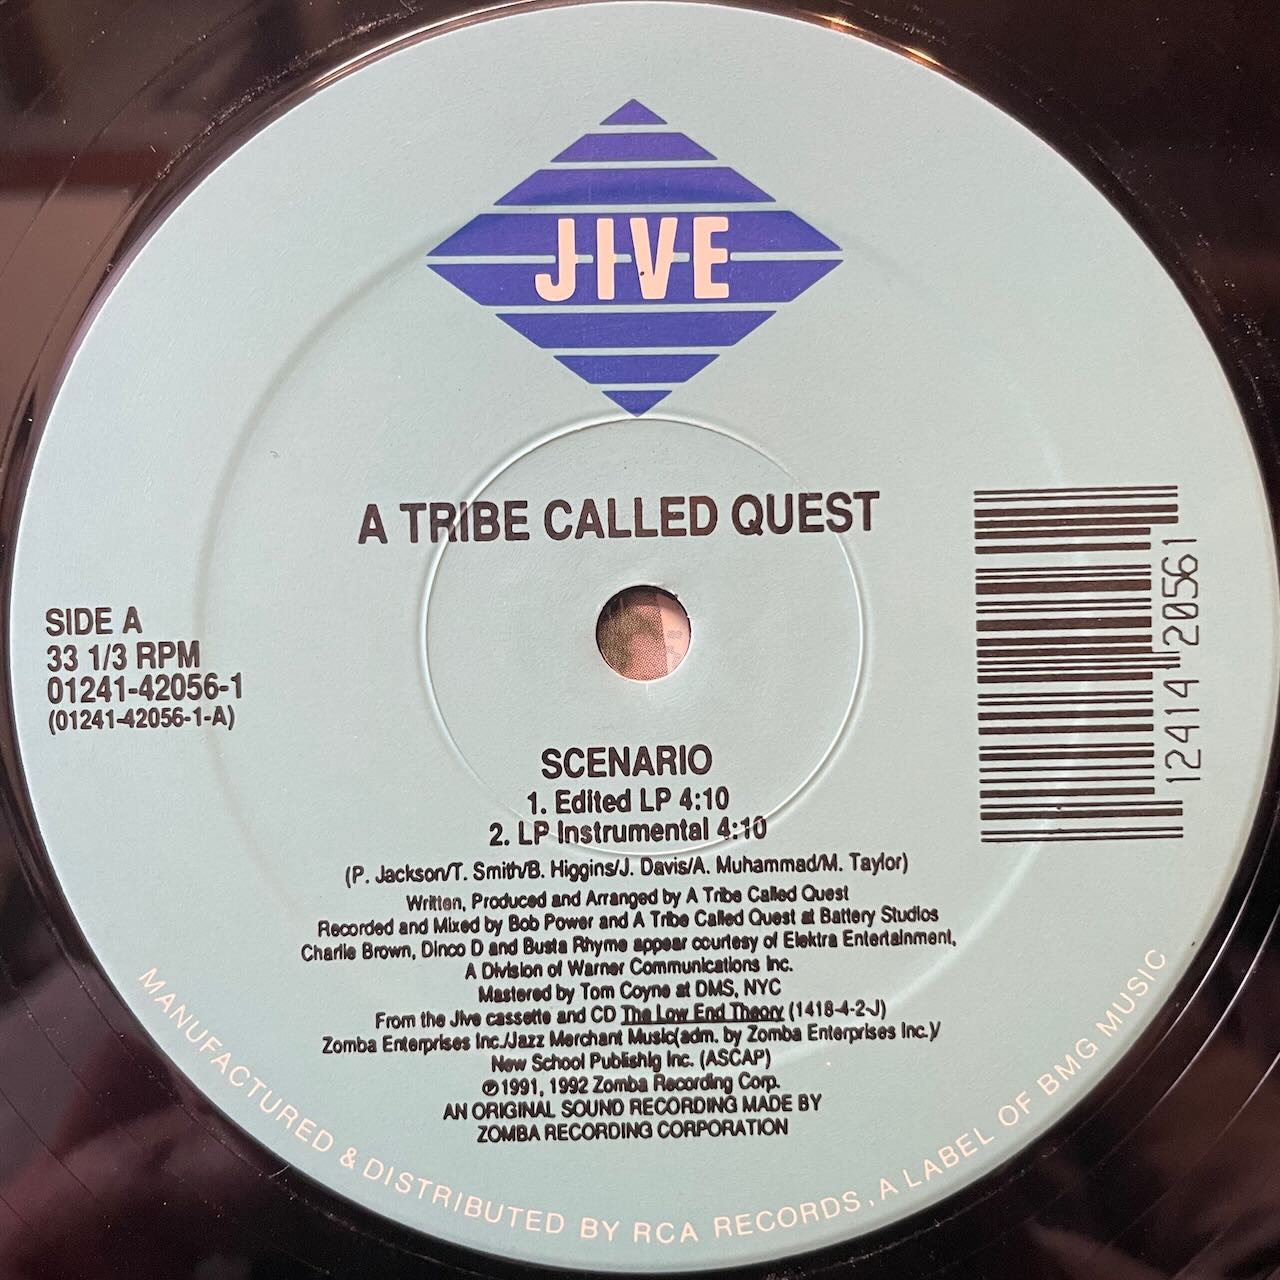 JIVE
A TRIBE CALLED QUEST
SIDE A
33 1/3 RPM
01241-42056-1
(01241-42056-1-A)
12414 20561
SCENARIO
1. Edited LP 4:10
2. LP Instrumental 4:10
(P. Jackson/T. Smith/B. Higgins/J. Davis/A. Muhammad/M. Taylor)
Written, Produced and Arranged by A Tribe Called Quest
Recorded and Mixed by Bob Power and A Tribe Called Quest at Battery Studios
Charlie Brown, Dinco D and Busta Rhyme appear courtesy of Elektra Entertainment,
A Division of Warner Communications Inc.
Mastered by Tom Coyne at DMS, NYC
From the Jive cassette and CD The Low End Theory (1418-4-2-J)
Zomba Enterprises Inc./Jazz Merchant Music(adm. by Zomba Enterprises Inc.)/
New School Publishig Inc. (ASCAP)
℗1991, 1992 Zomba Recording Corp.
AN ORIGINAL SOUND RECORDING MADE BY
ZOMBA RECORDING CORPORATION
MANUFACTURED & DISTRIBUTED BY RCA RECORDS, A LABEL OF BMG MUSIC